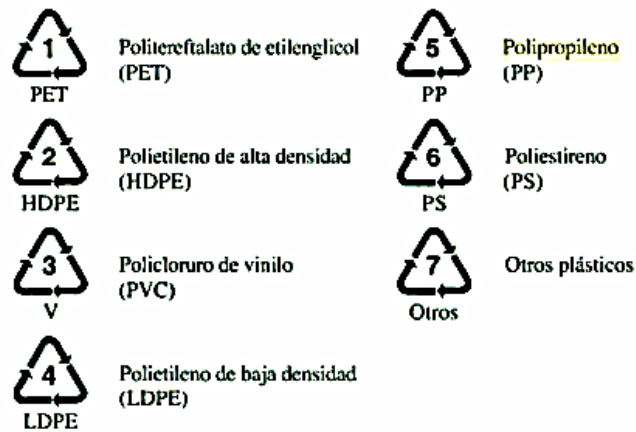 1
PET
Politereftalato de etilenglicol
(PET)
2
HDPE
Polietileno de alta densidad
(HDPE)
3
V
Policloruro de vinilo
(PVC)
4
LDPE
Polietileno de baja densidad
(LDPE)
5
PP
Polipropileno
(PP)
6
PS
Poliestireno
(PS)
7
Otros
Otros plásticos